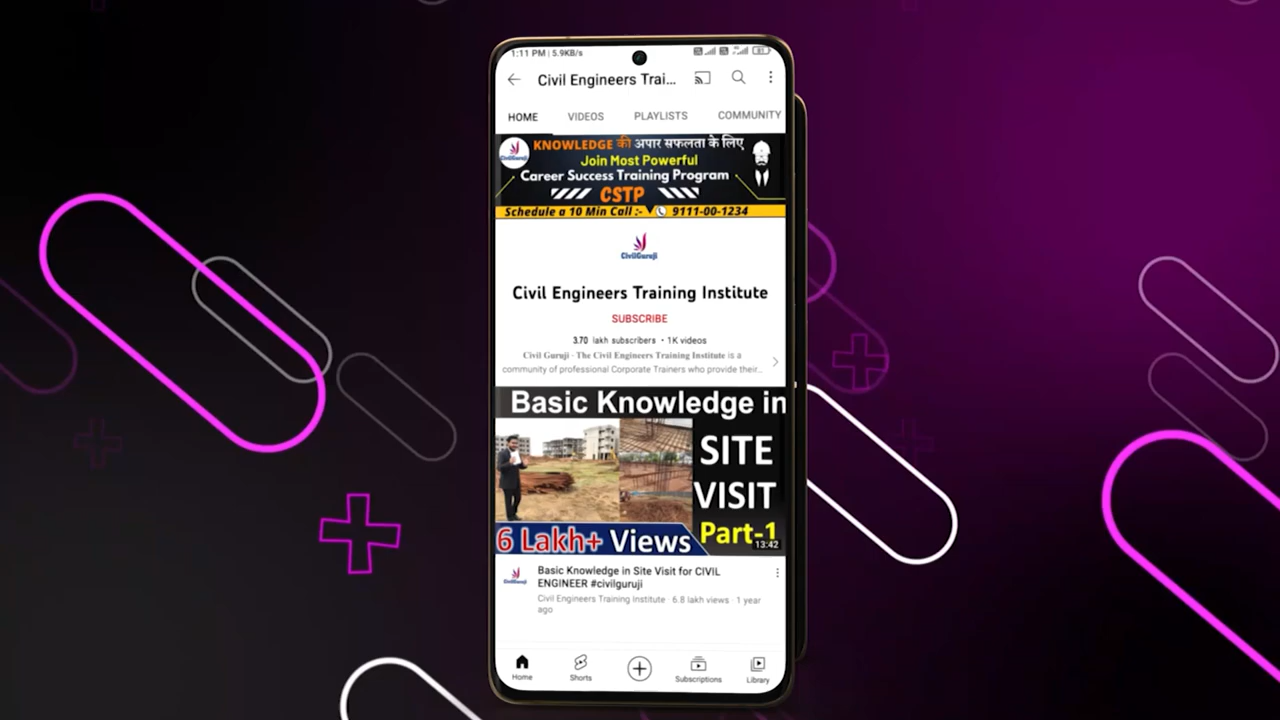 1:11 PM | 5.9KB/s
Civil Engineers Trai...
HOME VIDEOS PLAYLISTS COMMUNITY
CivilGuruji
KNOWLEDGE की अपार सफलता के लिए
Join Most Powerful
Career Success Training Program
CSTP
Schedule a 10 Min Call :- 9111-00-1234
CivilGuruji
Civil Engineers Training Institute
SUBSCRIBE
3.70 lakh subscribers • 1K videos
Civil Guruji - The Civil Engineers Training Institute is a
community of professional Corporate Trainers who provide their...
Basic Knowledge in
SITE
VISIT
Part-1
6 Lakh+ Views
13:42
CivilGuruji
Basic Knowledge in Site Visit for CIVIL
ENGINEER #civilguruji
Civil Engineers Training Institute · 6.8 lakh views · 1 year
ago
Home Shorts Subscriptions Library